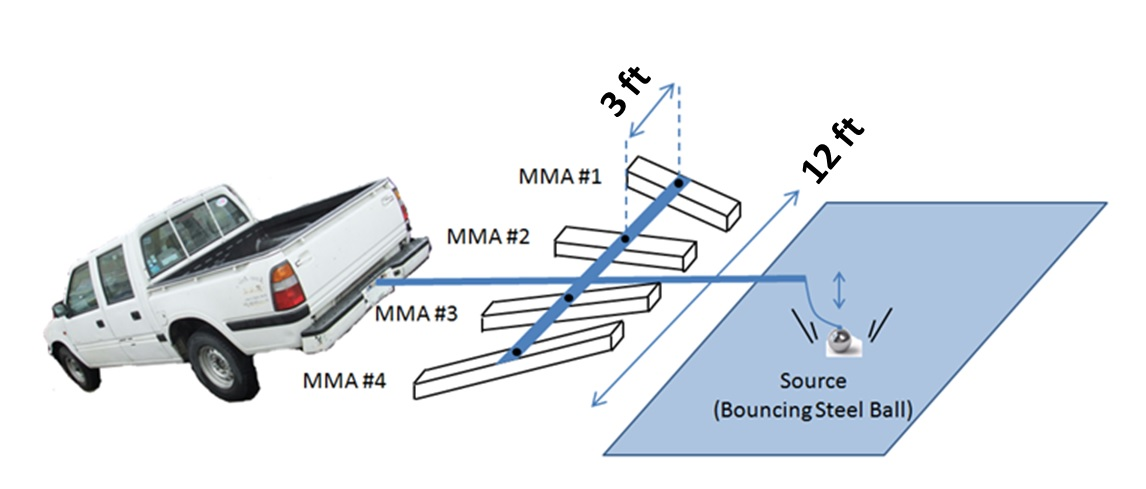 3 ft
12 ft
MMA #1
MMA #2
MMA #3
MMA #4
Source
(Bouncing Steel Ball)